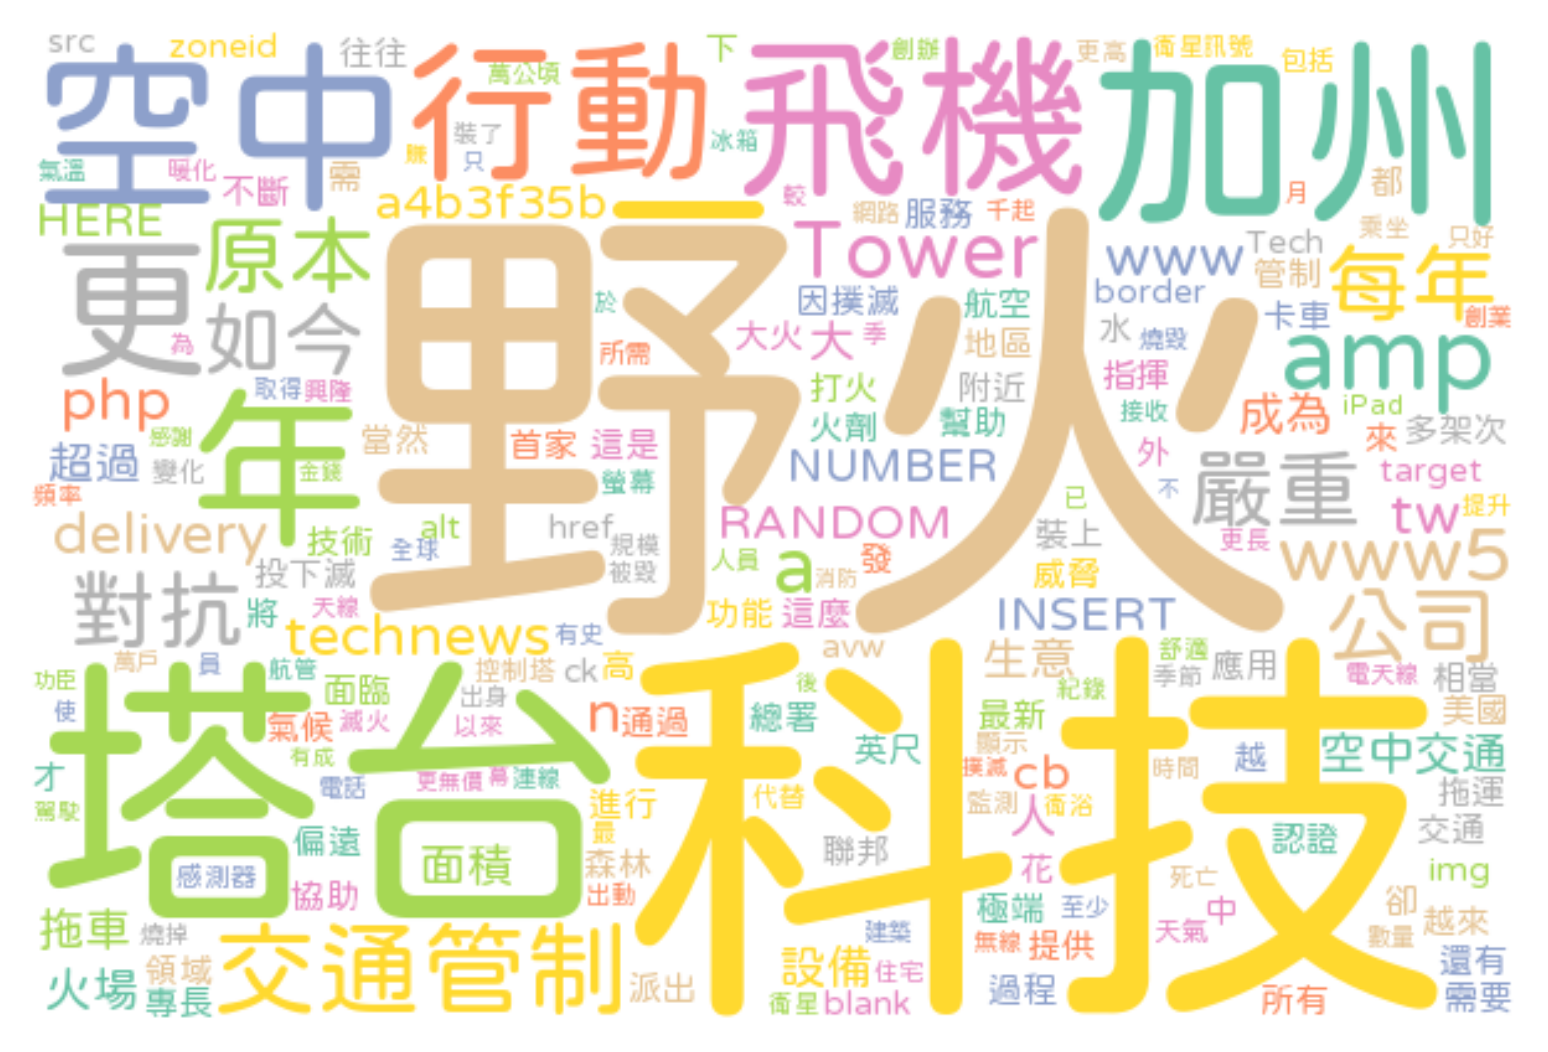 src
zoneid
往往
空中
行動
萬公頃
下
飛機
創辦
更高
衛星訊號
包括
加州
裝了
冰箱
賺
只
氣溫
暖化
不斷
需
較
月
都
HERE
a4b3f35b
一
網路
服務
千起
乘坐
只好
原本
更
野火
Tower
www
Tech
管制
每年
border
因撲滅
航空
卡車
創業
如今
為
於
所需
大火
大
季
地區
水
燒毀
amp
php
取得
興隆
打火
附近
指揮
接收
iPad
成為
年
感謝
當然
首家
這是
火劑
幫助
來
多架次
超過
變化
金錢
螢幕
NUMBER
外
不
嚴重
target
頻率
已
tw
提升
delivery
技術
alt
全球
href
規模
被毀
RANDOM
裝上
更長
www5
對抗
投下滅
人員
a
消防
發
威脅
將
天線
technews
有史
功能
這麼
INSERT
公司
萬戶
員
航管
控制塔
ck
高
avw
生意
舒適
季節
應用
電天線
相當
功臣
使
塔台
面臨
出身
科技
後
紀錄
氣候
滅火
以來
n
通過
總署
最新
美國
英尺
顯示
才
有成
電話
更無價
幕
連線
撲滅
cb
時間
越
空中交通
駕駛
進行
代替
監測
衛浴
拖運
偏遠
最
人
認證
交通
感測器
面積
森林
聯邦
花
死亡
img
協助
出動
極端
至少
中
卻
越來
拖車
燒掉
交通管制
建築
無線
提供
天氣
數量
火場
領域
專長
派出
設備
住宅
過程
還有
衛星
blank
所有
需要